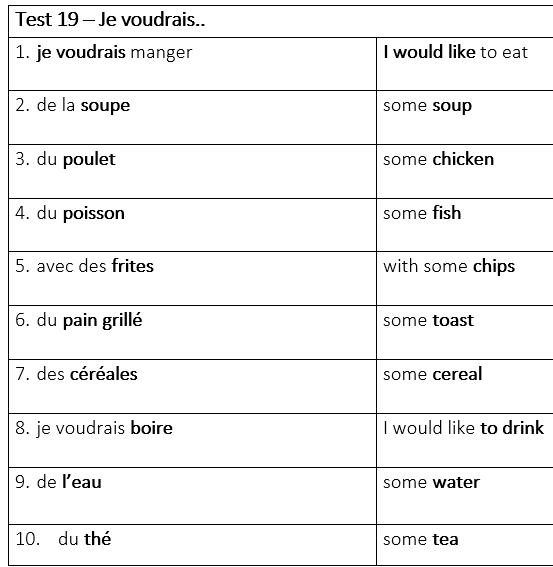 Test 19 – Je voudrais..
1. je voudrais manger I would like to eat
2. de la soupe some soup
3. du poulet some chicken
4. du poisson some fish
5. avec des frites with some chips
6. du pain grillé some toast
7. des céréales some cereal
8. je voudrais boire I would like to drink
9. de l’eau some water
10. du thé some tea